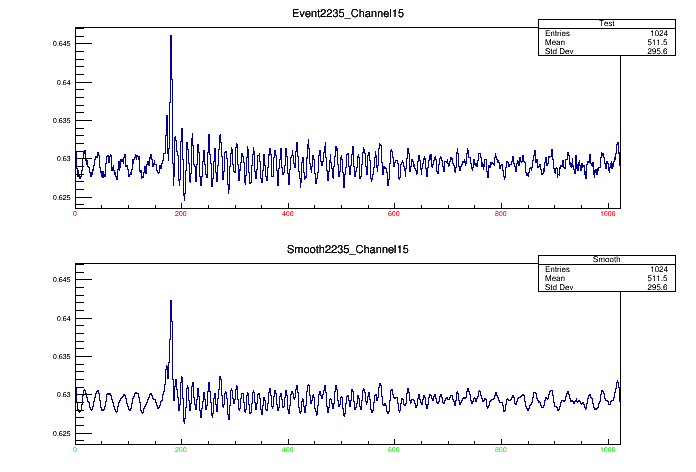 Event2235_Channel15
Test
Entries 1024
Mean 511.5
Std Dev 295.6
0.645
0.64
0.635
0.63
0.625
0 200 400 600 800 1000
Smooth2235_Channel15
Smooth
Entries 1024
Mean 511.5
Std Dev 295.6
0.645
0.64
0.635
0.63
0.625
0 200 400 600 800 1000